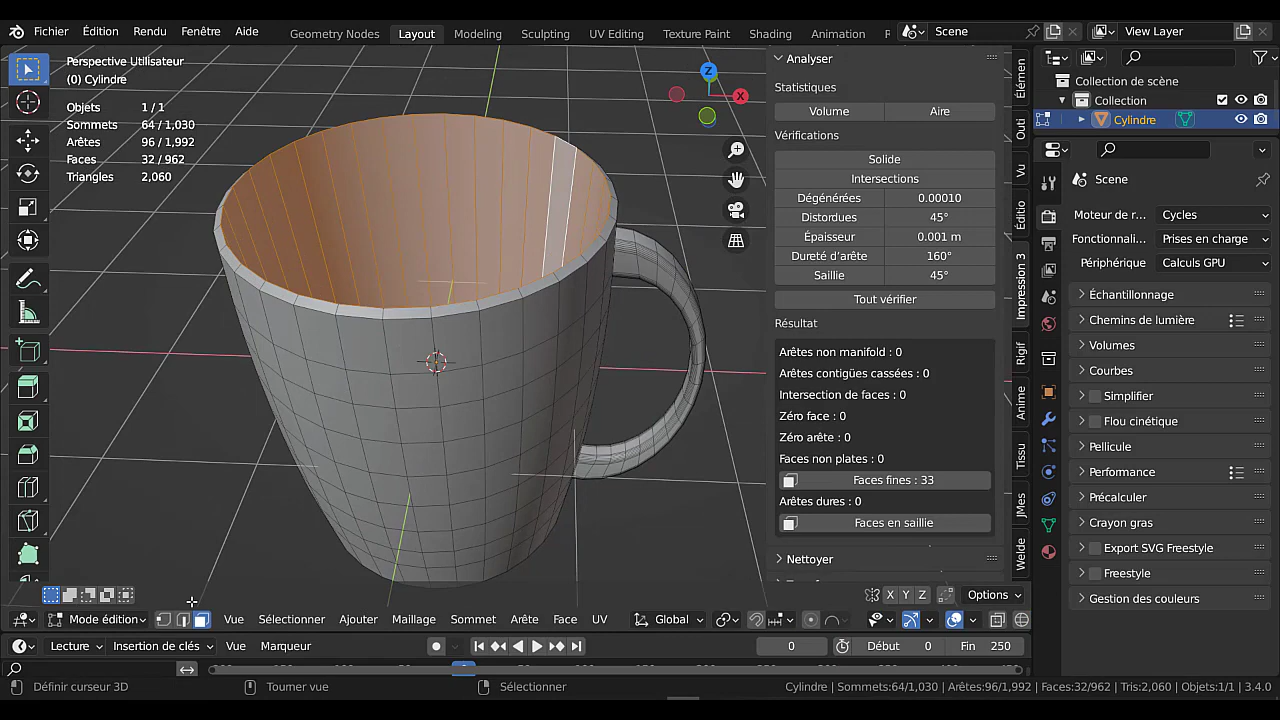 Fichier Édition Rendu Fenêtre Aide Geometry Nodes Layout Modeling Sculpting UV Editing Texture Paint Shading Animation Scene View Layer
Perspective Utilisateur
(0) Cylindre
Objets 1 / 1
Sommets 64 / 1,030
Arêtes 96 / 1,992
Faces 32 / 962
Triangles 2,060
Z
X
Analyser
Statistiques
Volume Aire
Vérifications
Solide
Intersections
Dégénérées 0.00010
Distordues 45°
Épaisseur 0.001 m
Dureté d'arête 160°
Saillie 45°
Tout vérifier
Résultat
Arêtes non manifold : 0
Arêtes contigües cassées : 0
Intersection de faces : 0
Zéro face : 0
Zéro arête : 0
Faces non plates : 0
Faces fines : 33
Arêtes dures : 0
Faces en saillie
Nettoyer
Élémen
Outi
Vu
Éditio
Impression 3
Rigif
Anime
Tissu
JMes
Welde
Collection de scène
Collection
Cylindre
Scene
Moteur de r... Cycles
Fonctionnali... Prises en charge
Périphérique Calculs GPU
Échantillonnage
Chemins de lumière
Volumes
Courbes
Simplifier
Flou cinétique
Pellicule
Performance
Précalculer
Crayon gras
Export SVG Freestyle
Freestyle
Gestion des couleurs
X Y Z Options
Mode édition Vue Sélectionner Ajouter Maillage Sommet Arête Face UV Global
Lecture Insertion de clés Vue Marqueur 0 Début 0 Fin 250
Définir curseur 3D Tourner vue Sélectionner Cylindre | Sommets:64/1,030 | Arêtes:96/1,992 | Faces:32/962 | Tris:2,060 | Objets:1/1 | 3.4.0